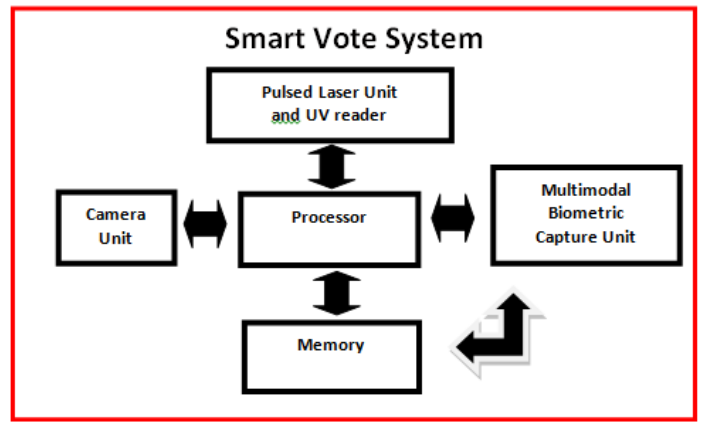 Smart Vote System
Pulsed Laser Unit
and UV reader
Camera
Unit
Processor
Multimodal
Biometric
Capture Unit
Memory